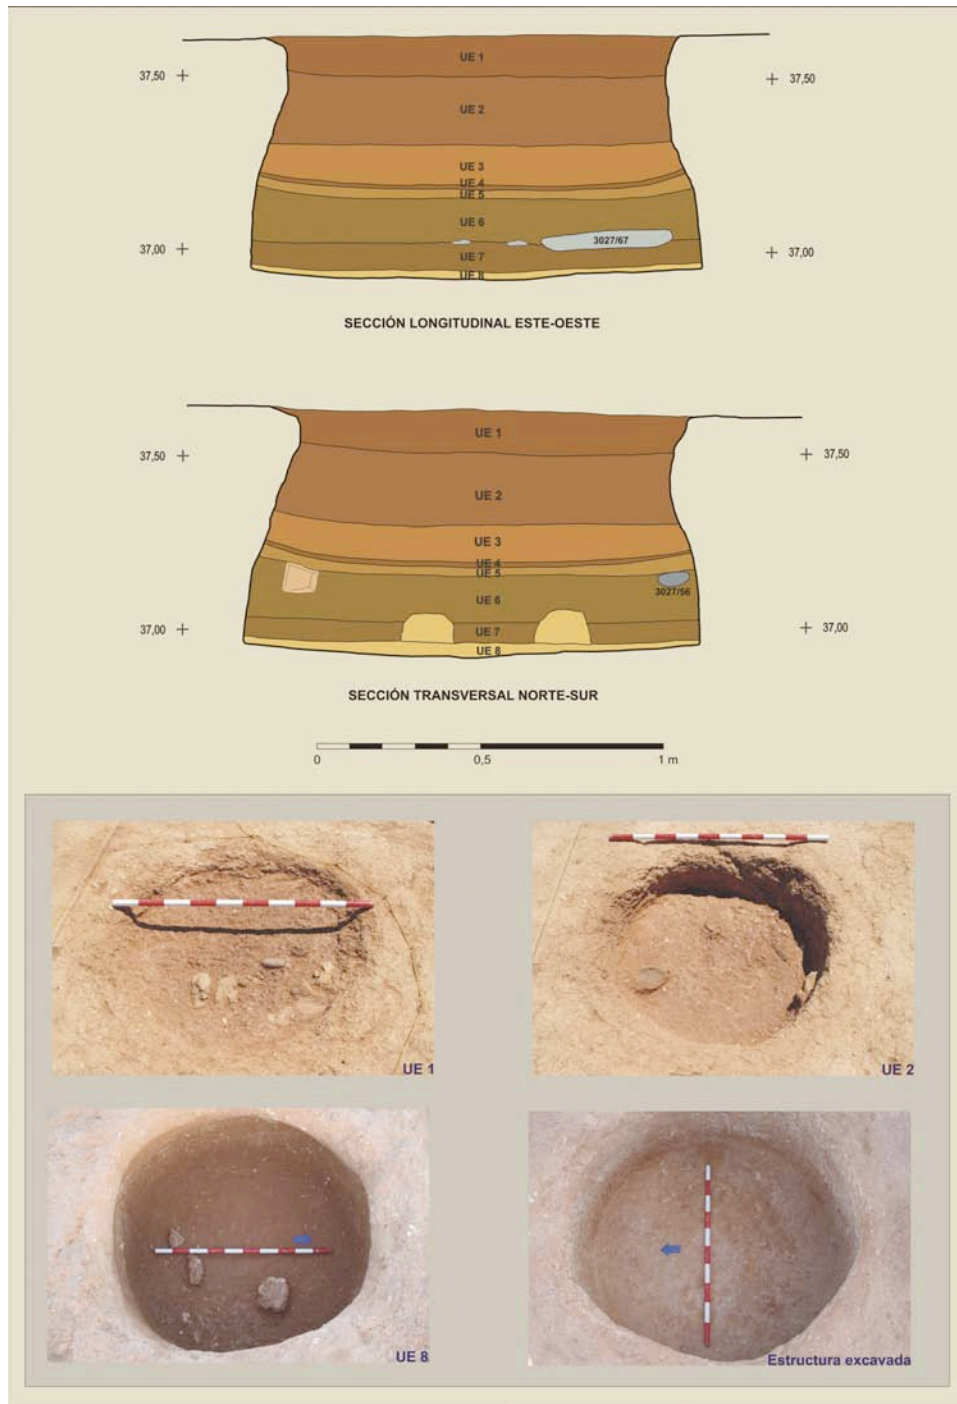 UE 1
37,50
37,50
UE 2
UE 3
UE 4
UE 5
UE 6
3027/67
37,00
37,00
UE 7
UE 8
SECCIÓN LONGITUDINAL ESTE-OESTE
UE 1
37,50
37,50
UE 2
UE 3
UE 4
UE 5
3027/56
UE 6
37,00
37,00
UE 7
UE 8
SECCIÓN TRANSVERSAL NORTE-SUR
0 0,5 1 m
UE 1
UE 2
UE 8
Estructura excavada